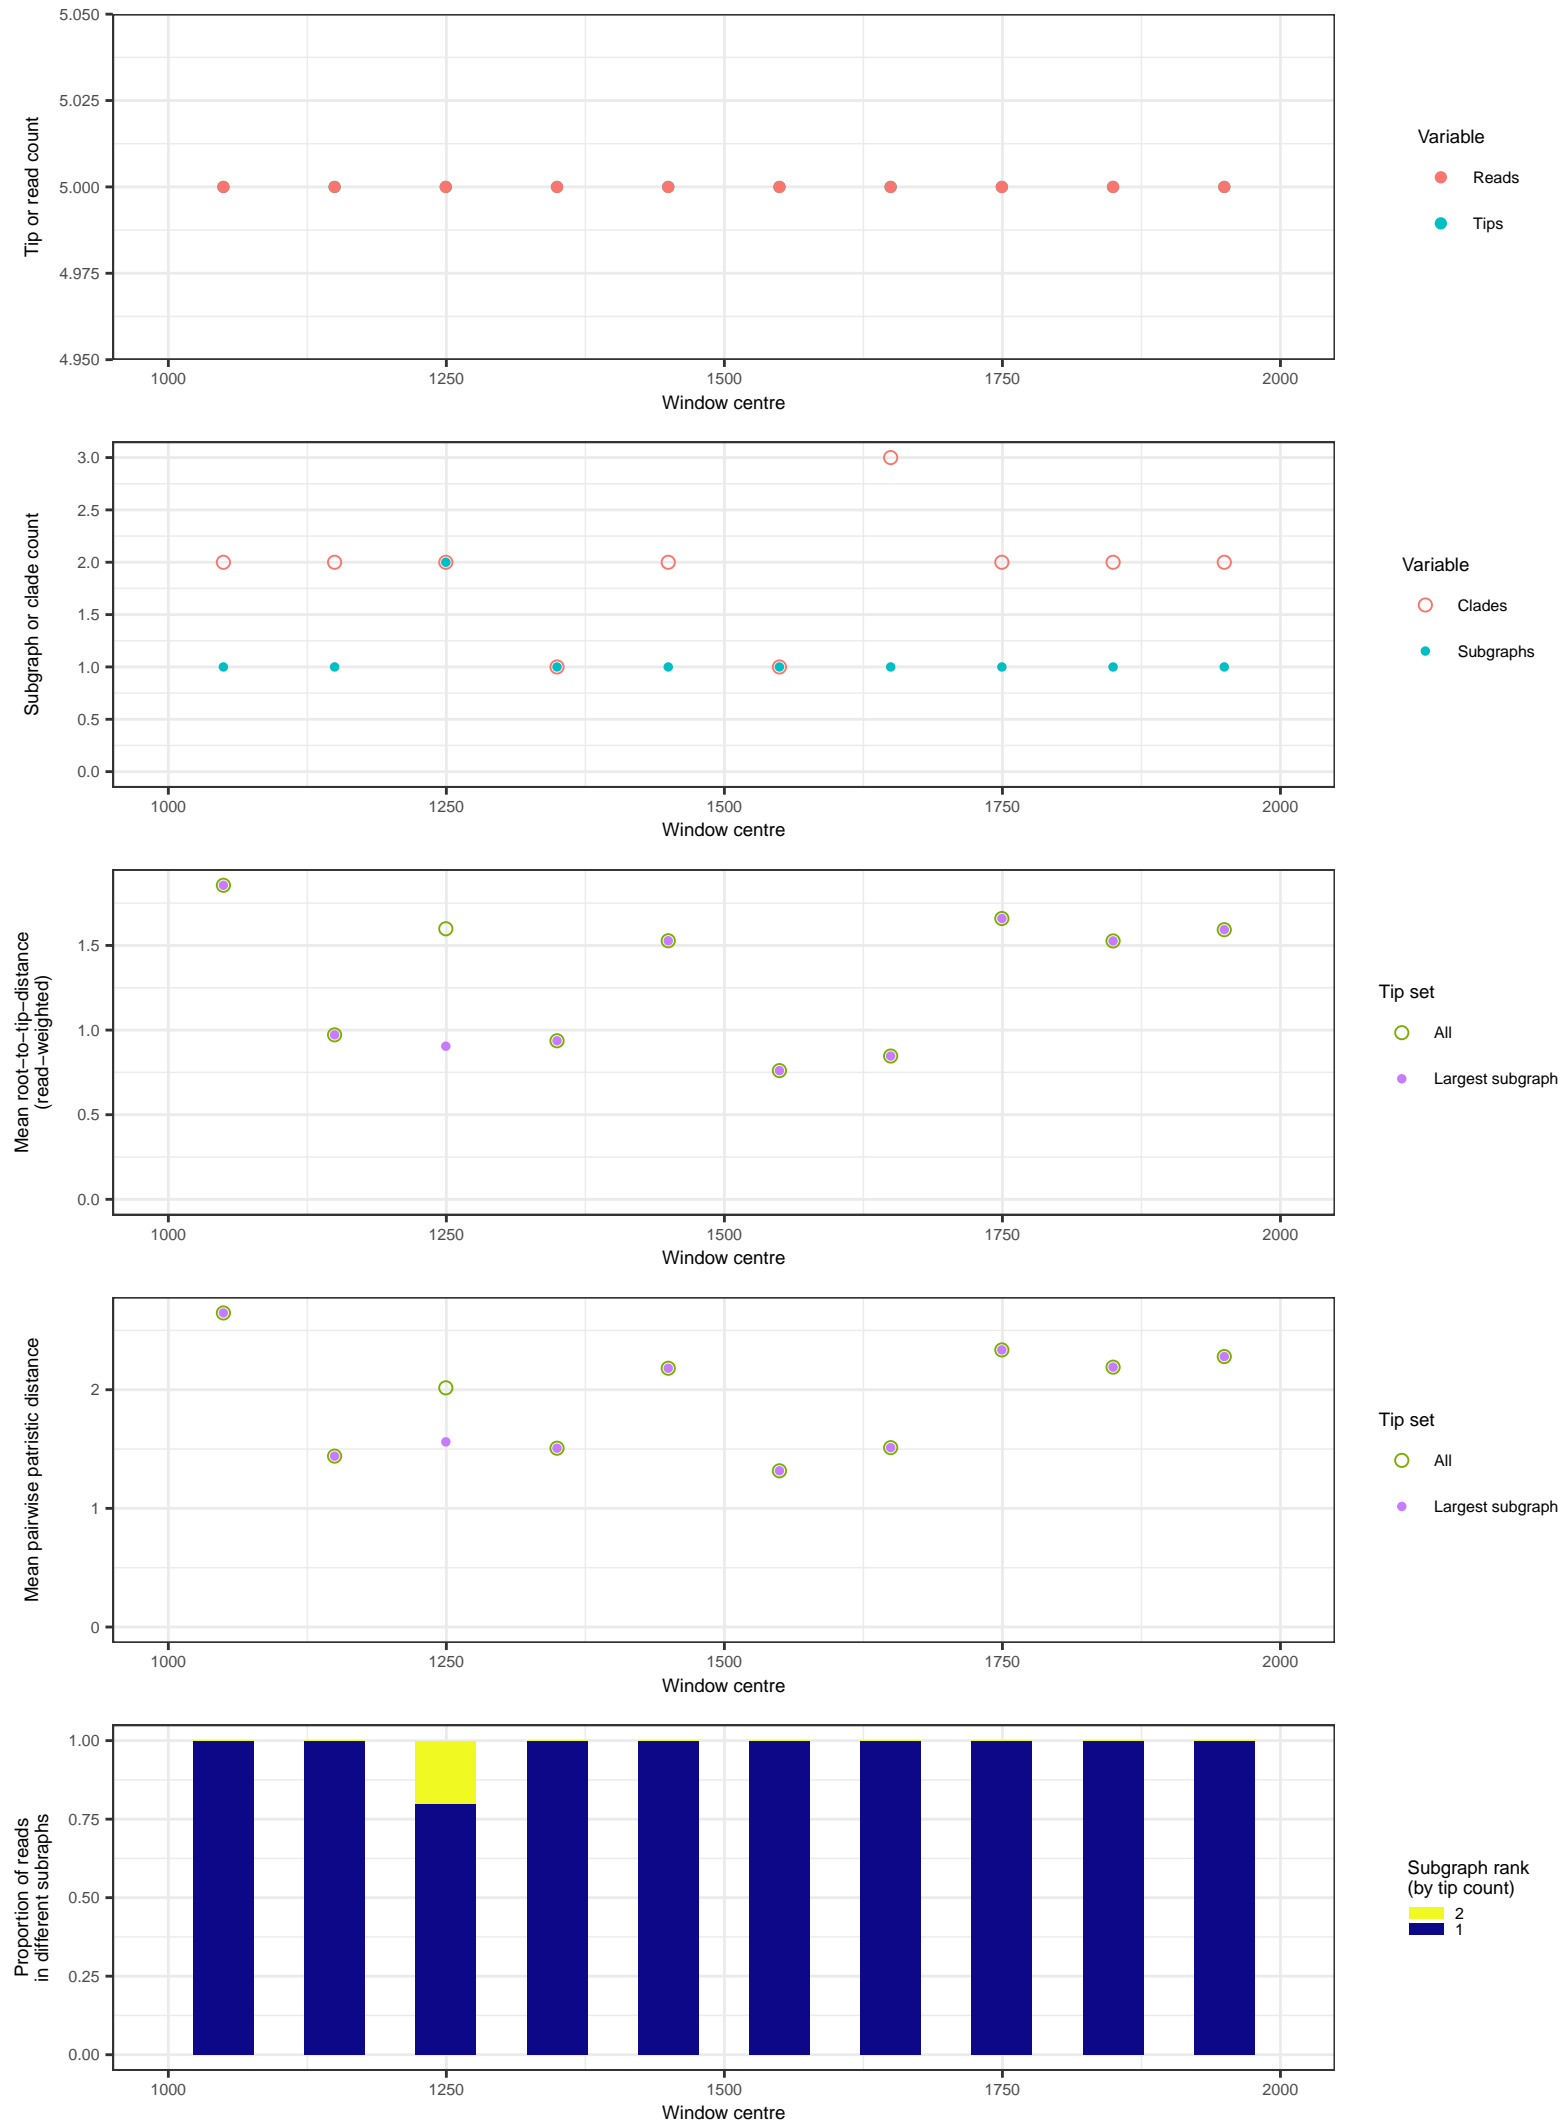 5.050
5.025
5.000
4.975
4.950
Tip or read count
1000 1250 1500 1750 2000
Window centre
Variable
Reads
Tips
3.0
2.5
2.0
1.5
1.0
0.5
0.0
Subgraph or clade count
1000 1250 1500 1750 2000
Window centre
Variable
Clades
Subgraphs
1.5
1.0
0.5
0.0
Mean root−to−tip−distance
(read−weighted)
1000 1250 1500 1750 2000
Window centre
Tip set
All
Largest subgraph
2
1
0
Mean pairwise patristic distance
1000 1250 1500 1750 2000
Window centre
Tip set
All
Largest subgraph
1.00
0.75
0.50
0.25
0.00
Proportion of reads
in different subraphs
1000 1250 1500 1750 2000
Window centre
Subgraph rank
(by tip count)
2
1